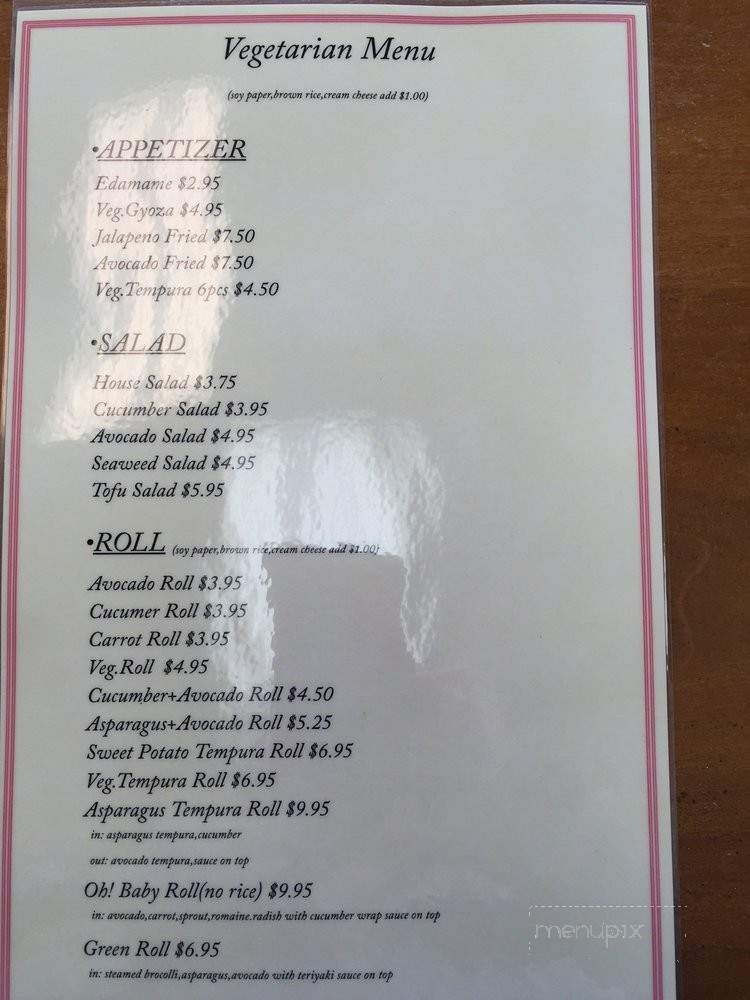 Vegetarian Menu
(soy paper,brown rice,cream cheese add $1.00)
•APPETIZER
Edamame $2.95
Veg.Gyoza $4.95
Jalapeno Fried $7.50
Avocado Fried $7.50
Veg.Tempura 6pcs $4.50
•SALAD
House Salad $3.75
Cucumber Salad $3.95
Avocado Salad $4.95
Seaweed Salad $4.95
Tofu Salad $5.95
•ROLL (soy paper,brown rice,cream cheese add $1.00)
Avocado Roll $3.95
Cucumer Roll $3.95
Carrot Roll $3.95
Veg.Roll $4.95
Cucumber+Avocado Roll $4.50
Asparagus+Avocado Roll $5.25
Sweet Potato Tempura Roll $6.95
Veg.Tempura Roll $6.95
Asparagus Tempura Roll $9.95
in: asparagus tempura,cucumber
out: avocado tempura,sauce on top
Oh! Baby Roll(no rice) $9.95
in: avocado,carrot,sprout,romaine.radish with cucumber wrap sauce on top
Green Roll $6.95
in: steamed brocolli,asparagus,avocado with teriyaki sauce on top
menupix